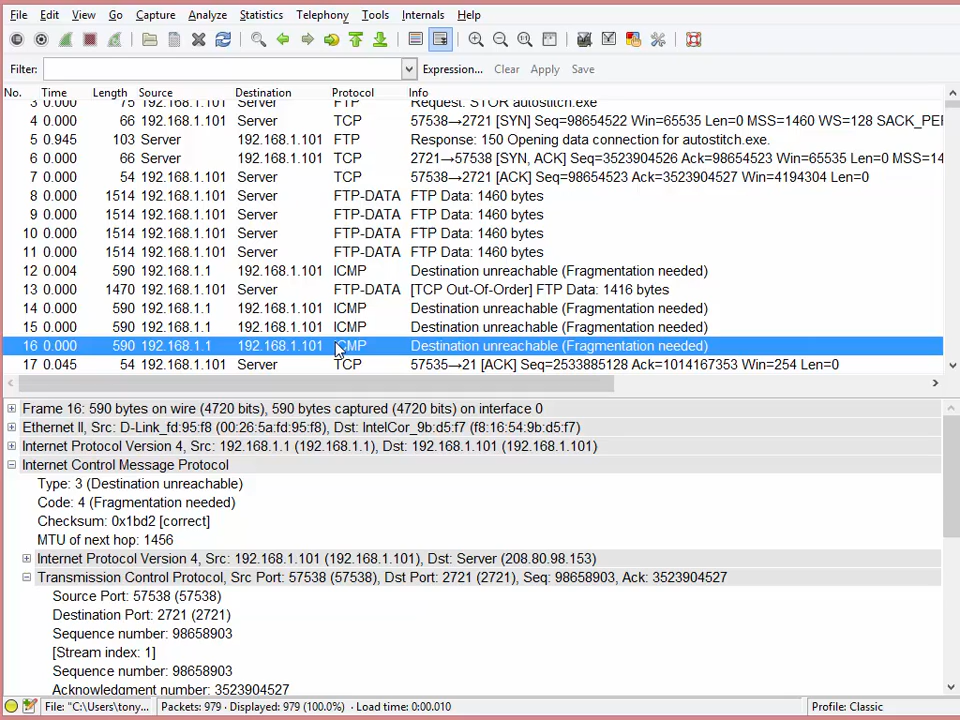 File Edit View Go Capture Analyze Statistics Telephony Tools Internals Help
Filter: Expression... Clear Apply Save
No. Time Length Source Destination Protocol Info
3 0.000 75 192.168.1.101 Server FTP Request: STOR autostitch.exe
4 0.000 66 192.168.1.101 Server TCP 57538→2721 [SYN] Seq=98654522 Win=65535 Len=0 MSS=1460 WS=128 SACK_PE
5 0.945 103 Server 192.168.1.101 FTP Response: 150 Opening data connection for autostitch.exe.
6 0.000 66 Server 192.168.1.101 TCP 2721→57538 [SYN, ACK] Seq=3523904526 Ack=98654523 Win=65535 Len=0 MSS=14
7 0.000 54 192.168.1.101 Server TCP 57538→2721 [ACK] Seq=98654523 Ack=3523904527 Win=4194304 Len=0
8 0.000 1514 192.168.1.101 Server FTP-DATA FTP Data: 1460 bytes
9 0.000 1514 192.168.1.101 Server FTP-DATA FTP Data: 1460 bytes
10 0.000 1514 192.168.1.101 Server FTP-DATA FTP Data: 1460 bytes
11 0.000 1514 192.168.1.101 Server FTP-DATA FTP Data: 1460 bytes
12 0.004 590 192.168.1.1 192.168.1.101 ICMP Destination unreachable (Fragmentation needed)
13 0.000 1470 192.168.1.101 Server FTP-DATA [TCP Out-Of-Order] FTP Data: 1416 bytes
14 0.000 590 192.168.1.1 192.168.1.101 ICMP Destination unreachable (Fragmentation needed)
15 0.000 590 192.168.1.1 192.168.1.101 ICMP Destination unreachable (Fragmentation needed)
16 0.000 590 192.168.1.1 192.168.1.101 ICMP Destination unreachable (Fragmentation needed)
17 0.045 54 192.168.1.101 Server TCP 57535→21 [ACK] Seq=2533885128 Ack=1014167353 Win=254 Len=0
Frame 16: 590 bytes on wire (4720 bits), 590 bytes captured (4720 bits) on interface 0
Ethernet II, Src: D-Link_fd:95:f8 (00:26:5a:fd:95:f8), Dst: IntelCor_9b:d5:f7 (f8:16:54:9b:d5:f7)
Internet Protocol Version 4, Src: 192.168.1.1 (192.168.1.1), Dst: 192.168.1.101 (192.168.1.101)
Internet Control Message Protocol
Type: 3 (Destination unreachable)
Code: 4 (Fragmentation needed)
Checksum: 0x1bd2 [correct]
MTU of next hop: 1456
Internet Protocol Version 4, Src: 192.168.1.101 (192.168.1.101), Dst: Server (208.80.98.153)
Transmission Control Protocol, Src Port: 57538 (57538), Dst Port: 2721 (2721), Seq: 98658903, Ack: 3523904527
Source Port: 57538 (57538)
Destination Port: 2721 (2721)
Sequence number: 98658903
[Stream index: 1]
Sequence number: 98658903
Acknowledgment number: 3523904527
File: "C:\Users\tony... Packets: 979 · Displayed: 979 (100.0%) · Load time: 0:00.010 Profile: Classic